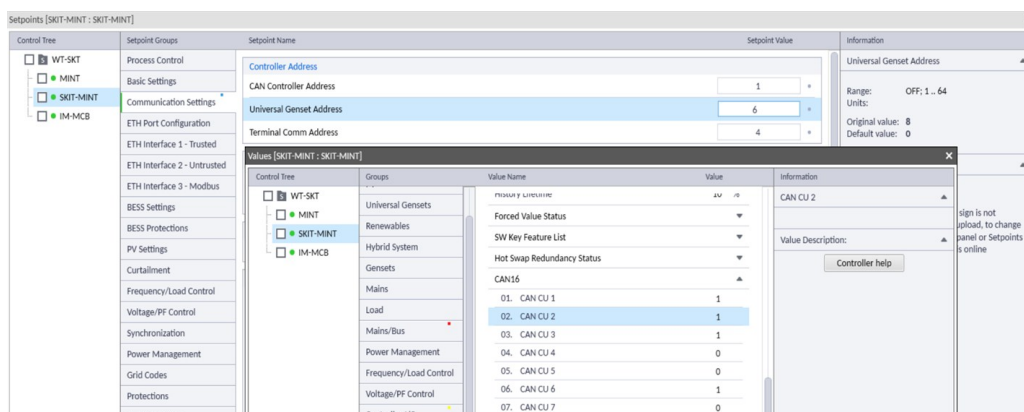 Setpoints [SKIT-MINT : SKIT-MINT]
Control Tree
WT-SKT
MINT
SKIT-MINT
IM-MCB
Setpoint Groups
Process Control
Basic Settings
Communication Settings
ETH Port Configuration
ETH Interface 1 - Trusted
ETH Interface 2 - Untrusted
ETH Interface 3 - Modbus
BESS Settings
BESS Protections
PV Settings
Curtailment
Frequency/Load Control
Voltage/PF Control
Synchronization
Power Management
Grid Codes
Protections
Setpoint Name Setpoint Value
Controller Address
CAN Controller Address 1
Universal Genset Address 6
Terminal Comm Address 4
Information
Universal Genset Address
Range: OFF; 1 .. 64
Units:
Original value: 8
Default value: 0
sign is not
upload, to change
panel or Setpoints
s online
Values [SKIT-MINT : SKIT-MINT]
Control Tree
WT-SKT
MINT
SKIT-MINT
IM-MCB
Groups
Universal Gensets
Renewables
Hybrid System
Gensets
Mains
Load
Mains/Bus
Power Management
Frequency/Load Control
Voltage/PF Control
Value Name Value
Forced Value Status
SW Key Feature List
Hot Swap Redundancy Status
CAN16
01. CAN CU 1 1
02. CAN CU 2 1
03. CAN CU 3 1
04. CAN CU 4 0
05. CAN CU 5 0
06. CAN CU 6 1
07. CAN CU 7 0
Information
CAN CU 2
Value Description:
Controller help